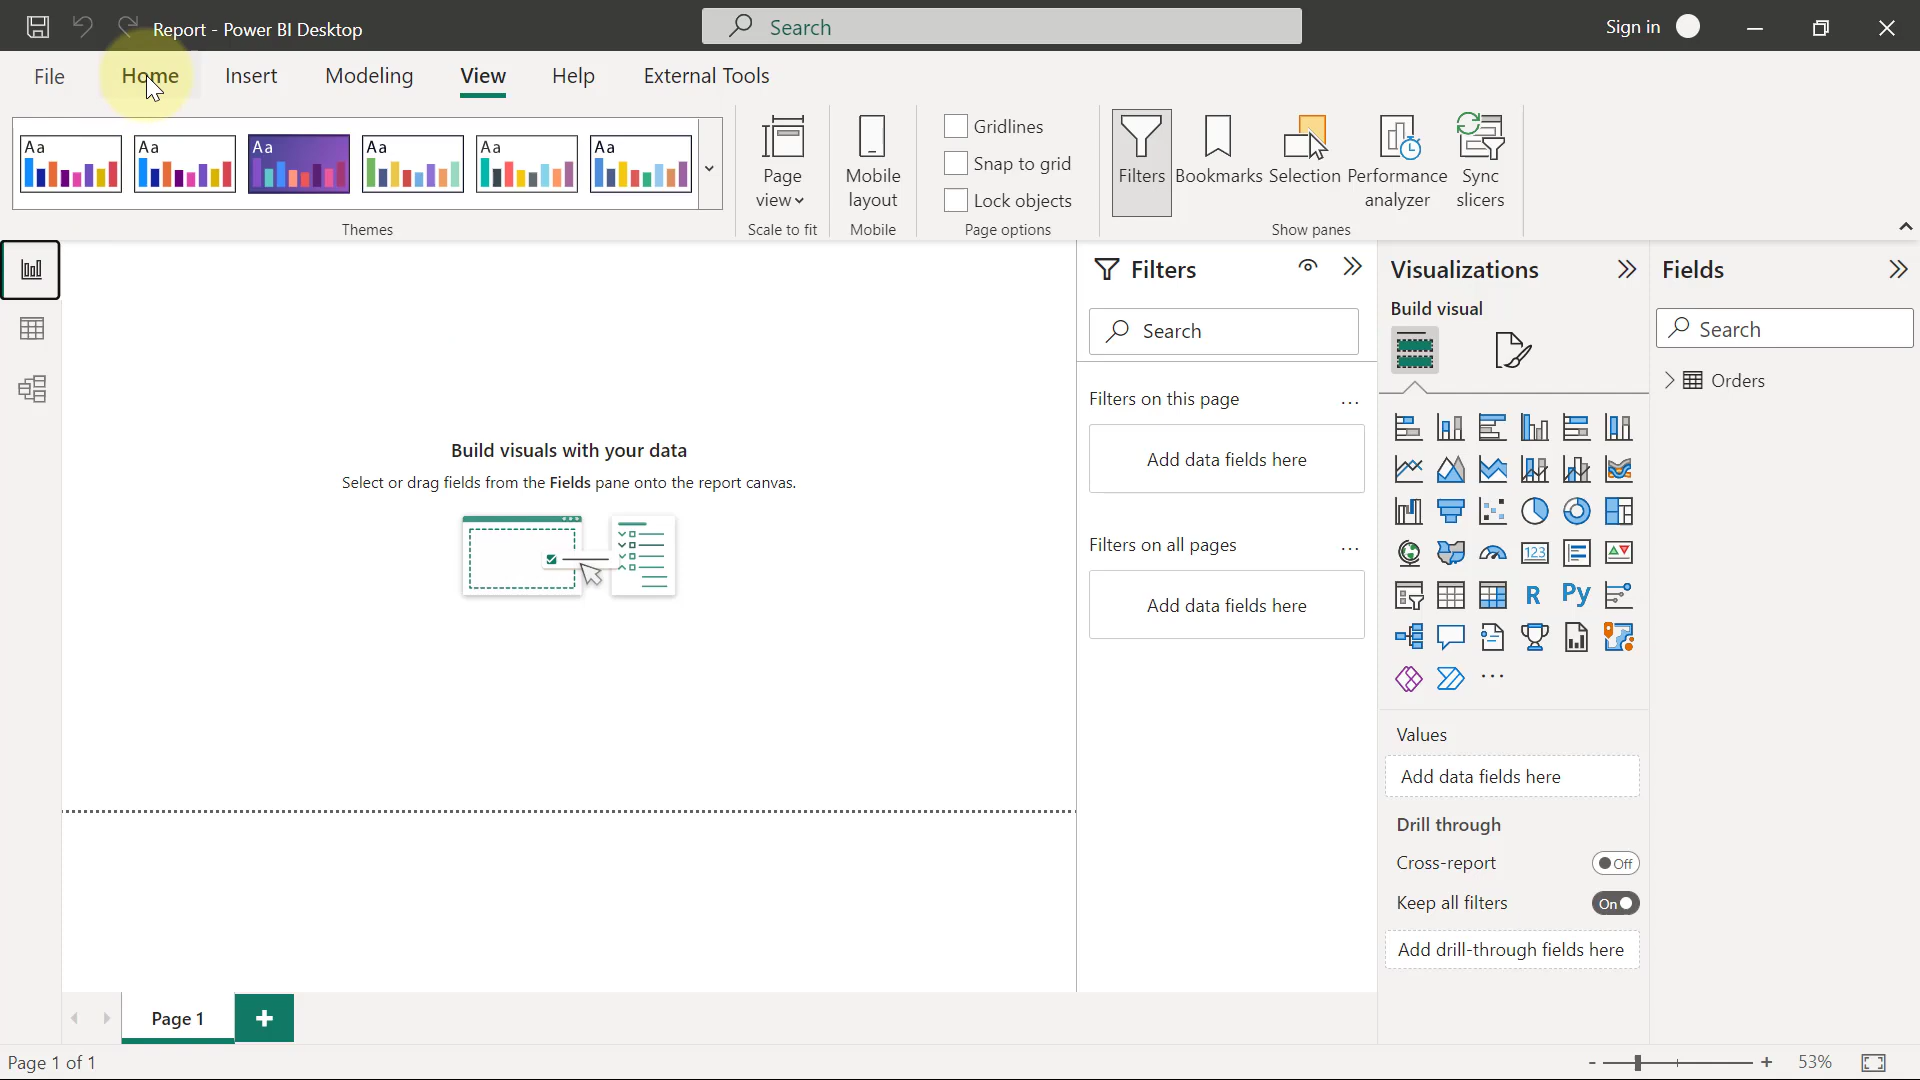 Report - Power BI Desktop
Search
Sign in
File
Home
Insert
Modeling
View
Help
External Tools
Aa
Aa
Aa
Aa
Aa
Aa
Themes
Page
view
Scale to fit
Mobile
layout
Mobile
Gridlines
Snap to grid
Lock objects
Page options
Filters
Bookmarks
Selection
Performance
analyzer
Sync
slicers
Show panes
Build visuals with your data
Select or drag fields from the Fields pane onto the report canvas.
Filters
Search
Filters on this page
...
Add data fields here
Filters on all pages
...
Add data fields here
Visualizations
Build visual
123
R
Py
...
Values
Add data fields here
Drill through
Cross-report
Off
Keep all filters
On
Add drill-through fields here
Fields
Search
Orders
Page 1
+
Page 1 of 1
-
+
53%